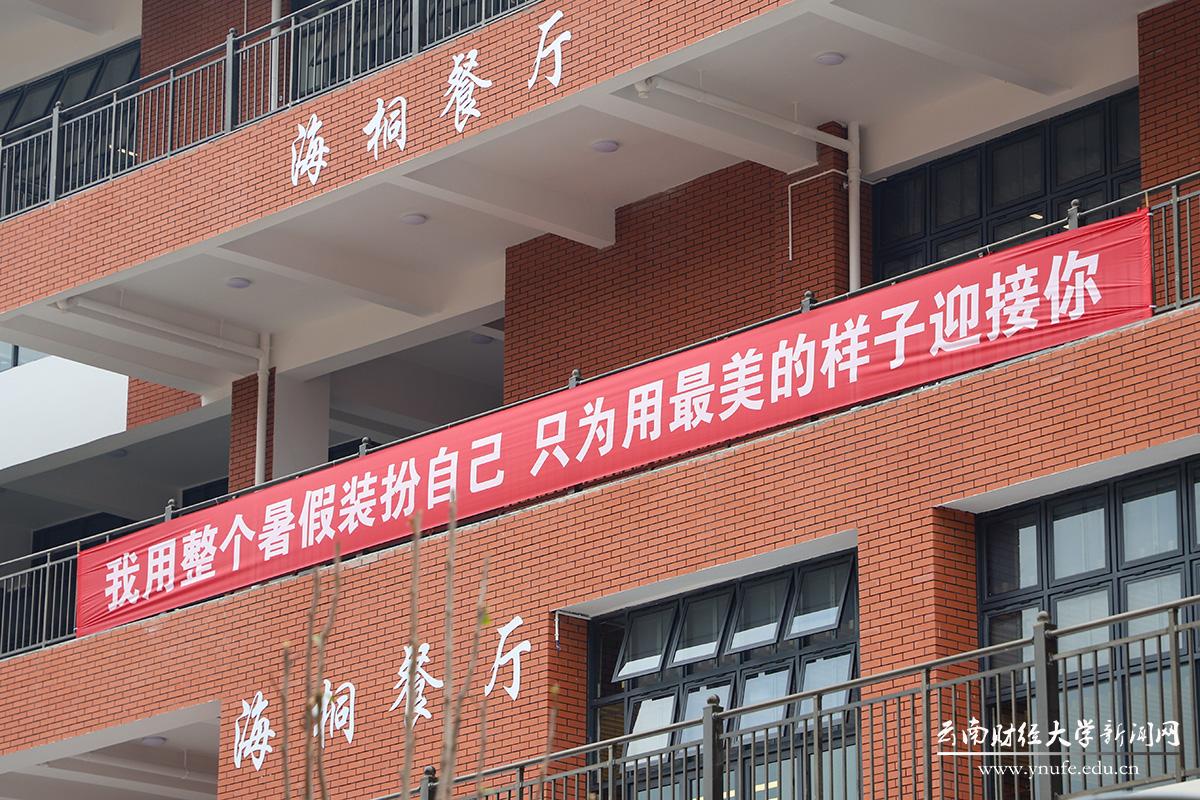 海桐餐厅
我用整个暑假装扮自己 只为用最美的样子迎接你
海桐餐厅
云南财经大学新闻网
www.ynufe.edu.cn